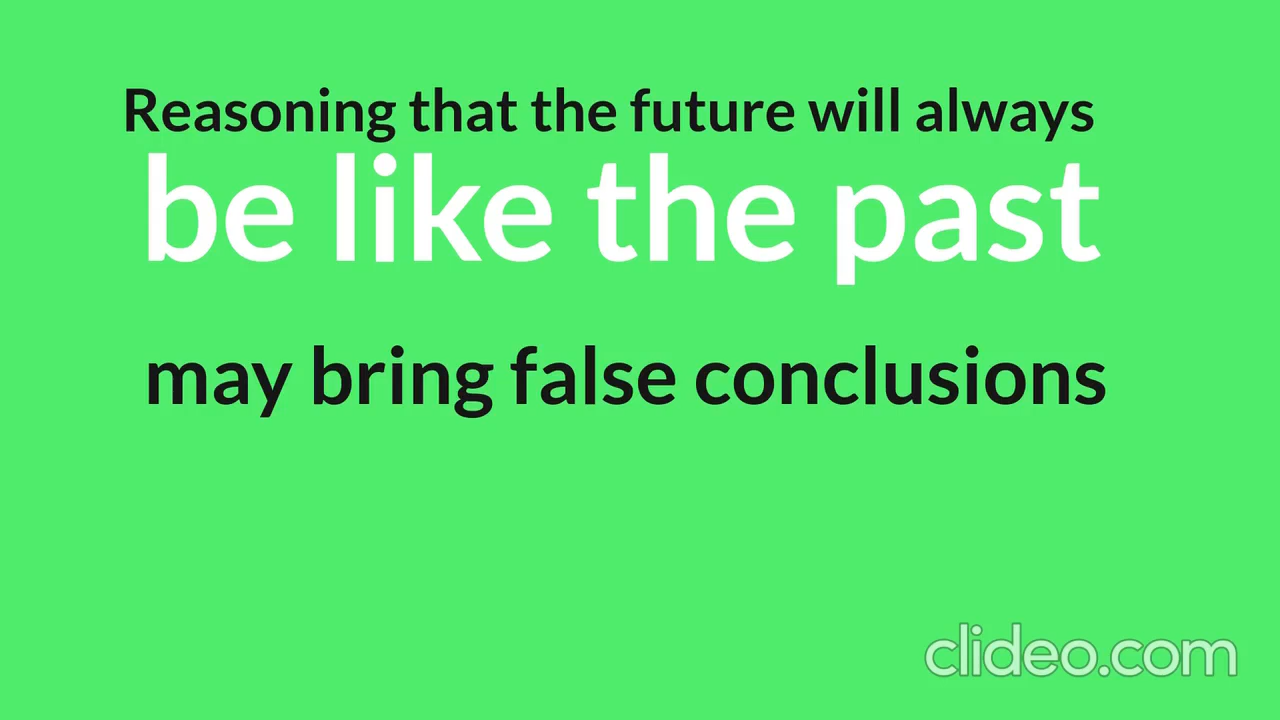 Reasoning that the future will always
be like the past
may bring false conclusions
clideo.com